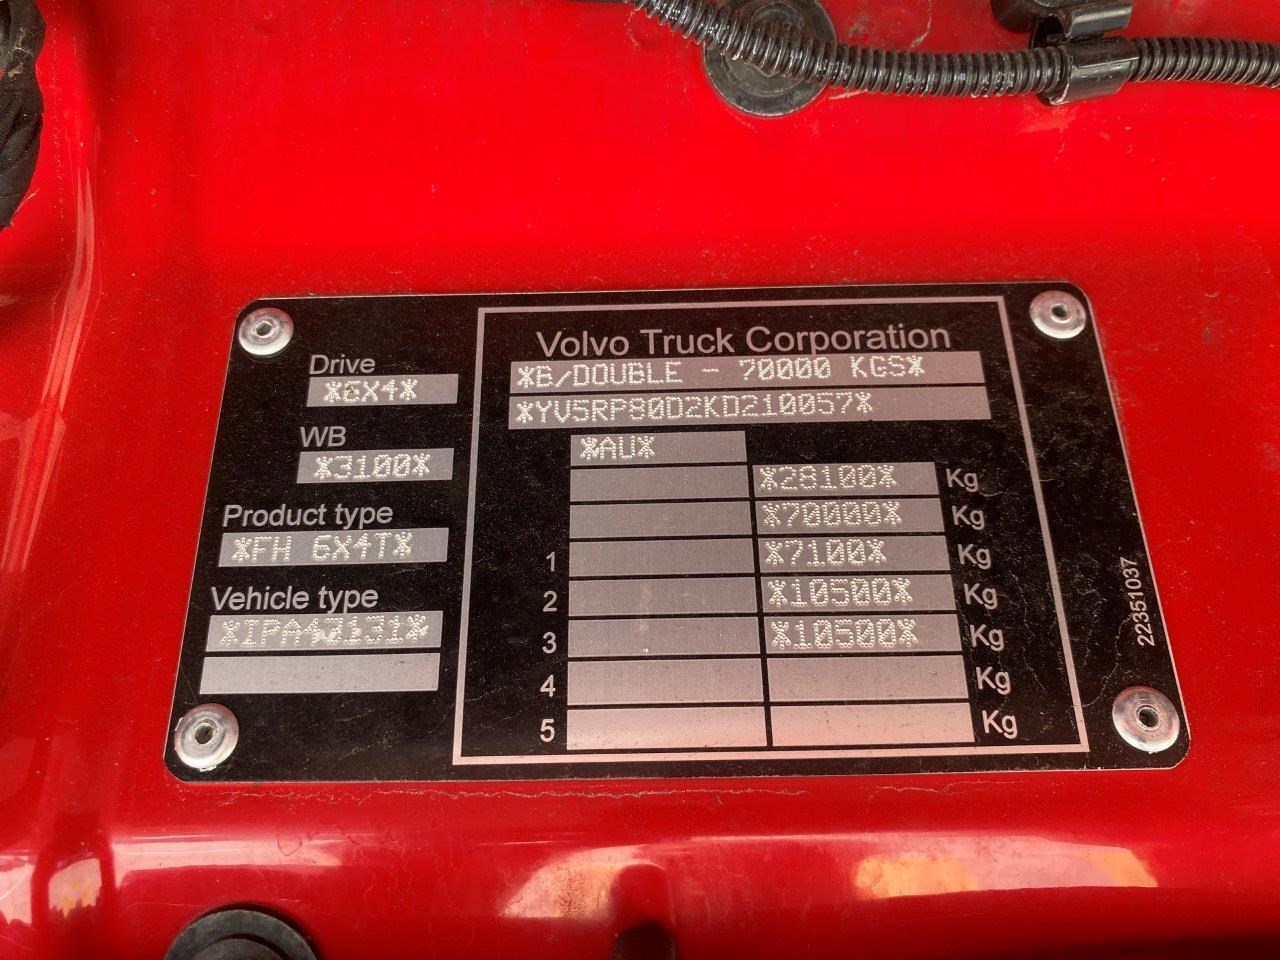 Volvo Truck Corporation
*B/DOUBLE - 70000 KGS*
*YV5RP80D2KD210057*
*AU*
*28100* Kg
*70000* Kg
1 *7100* Kg
2 *10500* Kg
3 *10500* Kg
4 Kg
5 Kg
Drive
*6X4*
WB
*3100*
Product type
*FH 6X4T*
Vehicle type
22351037